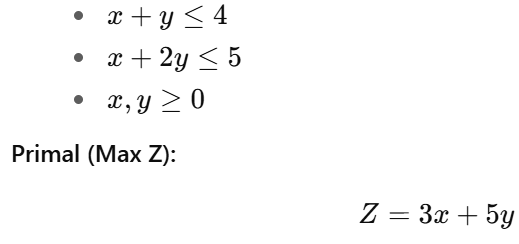 • x + y ≤ 4
• x + 2y ≤ 5
• x, y ≥ 0
Primal (Max Z):
Z = 3x + 5y